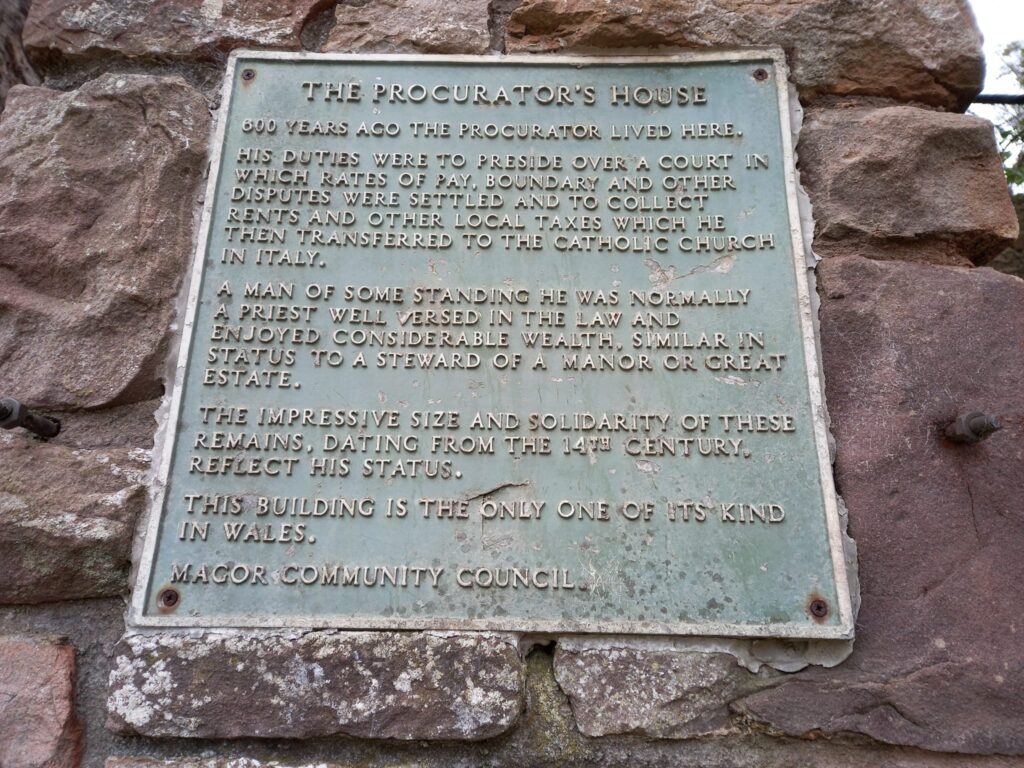 THE PROCURATOR'S HOUSE
600 YEARS AGO THE PROCURATOR LIVED HERE.
HIS DUTIES WERE TO PRESIDE OVER A COURT IN
WHICH RATES OF PAY, BOUNDARY AND OTHER
DISPUTES WERE SETTLED AND TO COLLECT
RENTS AND OTHER LOCAL TAXES WHICH HE
THEN TRANSFERRED TO THE CATHOLIC CHURCH
IN ITALY.
A MAN OF SOME STANDING HE WAS NORMALLY
A PRIEST WELL VERSED IN THE LAW AND
ENJOYED CONSIDERABLE WEALTH, SIMILAR IN
STATUS TO A STEWARD OF A MANOR OR GREAT
ESTATE.
THE IMPRESSIVE SIZE AND SOLIDARITY OF THESE
REMAINS, DATING FROM THE 14TH CENTURY,
REFLECT HIS STATUS.
THIS BUILDING IS THE ONLY ONE OF ITS KIND
IN WALES.
MAGOR COMMUNITY COUNCIL